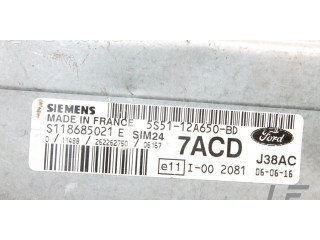 SIEMENS
MADE IN FRANCE 5S51-12A650-BD
S118685021 E SIM24
0 / 11488 / 262262750 / 06167
7ACD
Ford
J38AC
e11 I-00 2081 06-06-16